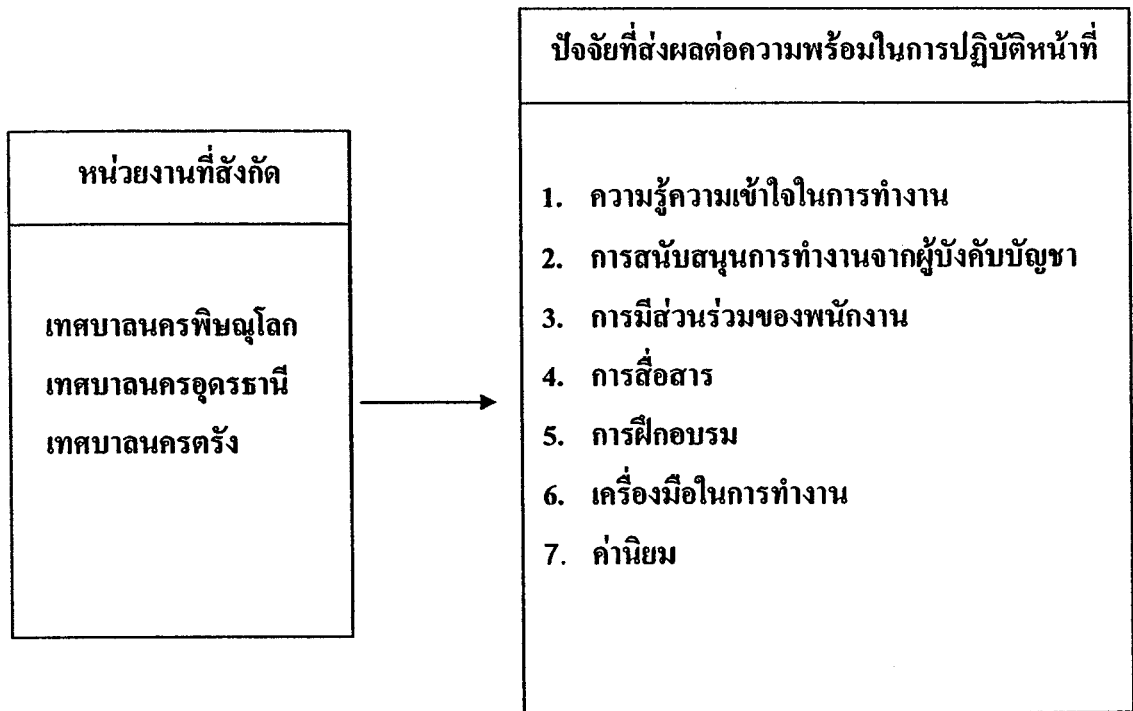 หน่วยงานที่สังกัด
เทศบาลนครพิษณุโลก
เทศบาลนครอุดรธานี
เทศบาลนครตรัง
ปัจจัยที่ส่งผลต่อความพร้อมในการปฏิบัติหน้าที่
1. ความรู้ความเข้าใจในการทำงาน
2. การสนับสนุนการทำงานจากผู้บังคับบัญชา
3. การมีส่วนร่วมของพนักงาน
4. การสื่อสาร
5. การฝึกอบรม
6. เครื่องมือในการทำงาน
7. ค่านิยม